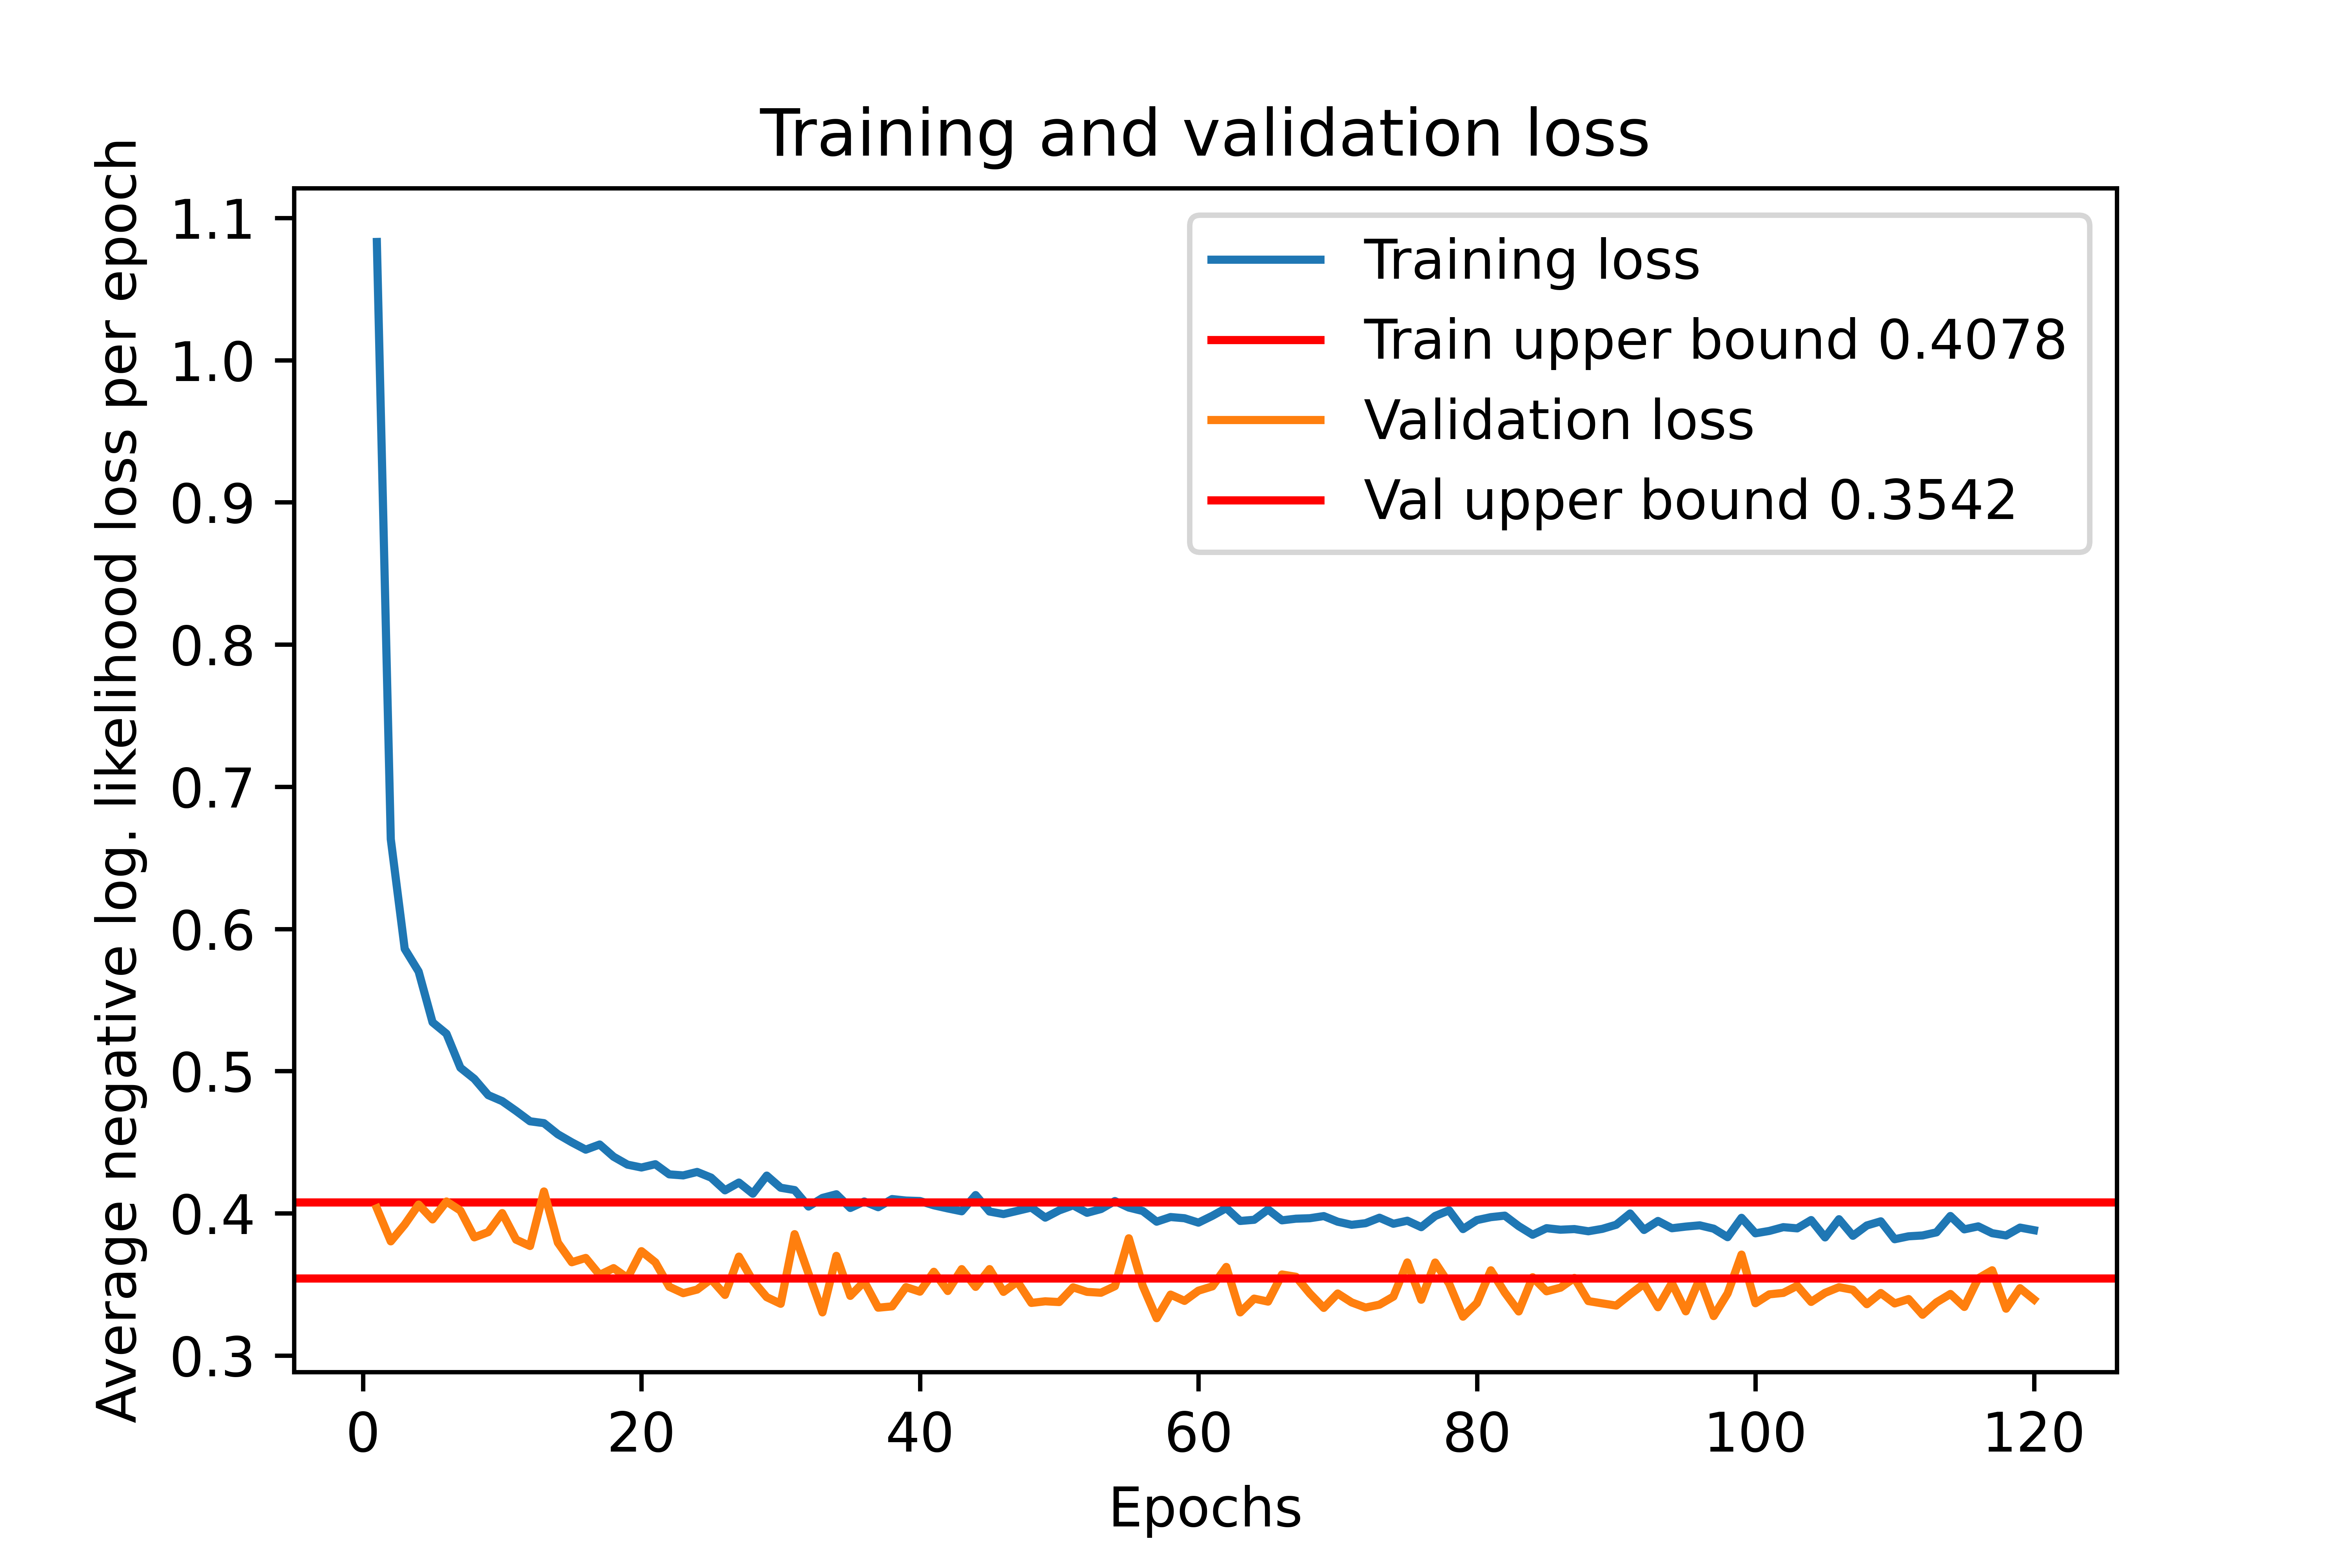 Training and validation loss
Average negative log. likelihood loss per epoch
1.1
1.0
0.9
0.8
0.7
0.6
0.5
0.4
0.3
Training loss
Train upper bound 0.4078
Validation loss
Val upper bound 0.3542
0 20 40 60 80 100 120
Epochs